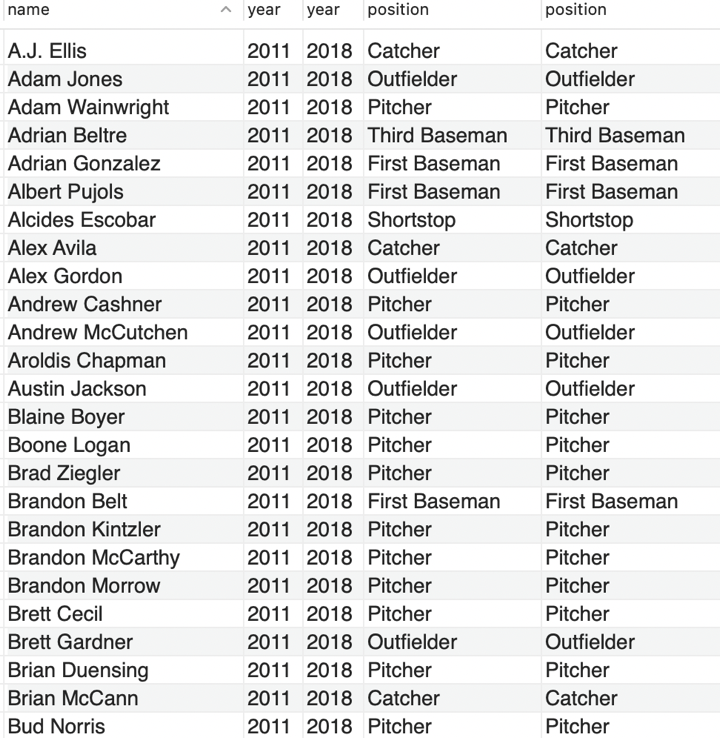 name year year position position
A.J. Ellis 2011 2018 Catcher Catcher
Adam Jones 2011 2018 Outfielder Outfielder
Adam Wainwright 2011 2018 Pitcher Pitcher
Adrian Beltre 2011 2018 Third Baseman Third Baseman
Adrian Gonzalez 2011 2018 First Baseman First Baseman
Albert Pujols 2011 2018 First Baseman First Baseman
Alcides Escobar 2011 2018 Shortstop Shortstop
Alex Avila 2011 2018 Catcher Catcher
Alex Gordon 2011 2018 Outfielder Outfielder
Andrew Cashner 2011 2018 Pitcher Pitcher
Andrew McCutchen 2011 2018 Outfielder Outfielder
Aroldis Chapman 2011 2018 Pitcher Pitcher
Austin Jackson 2011 2018 Outfielder Outfielder
Blaine Boyer 2011 2018 Pitcher Pitcher
Boone Logan 2011 2018 Pitcher Pitcher
Brad Ziegler 2011 2018 Pitcher Pitcher
Brandon Belt 2011 2018 First Baseman First Baseman
Brandon Kintzler 2011 2018 Pitcher Pitcher
Brandon McCarthy 2011 2018 Pitcher Pitcher
Brandon Morrow 2011 2018 Pitcher Pitcher
Brett Cecil 2011 2018 Pitcher Pitcher
Brett Gardner 2011 2018 Outfielder Outfielder
Brian Duensing 2011 2018 Pitcher Pitcher
Brian McCann 2011 2018 Catcher Catcher
Bud Norris 2011 2018 Pitcher Pitcher